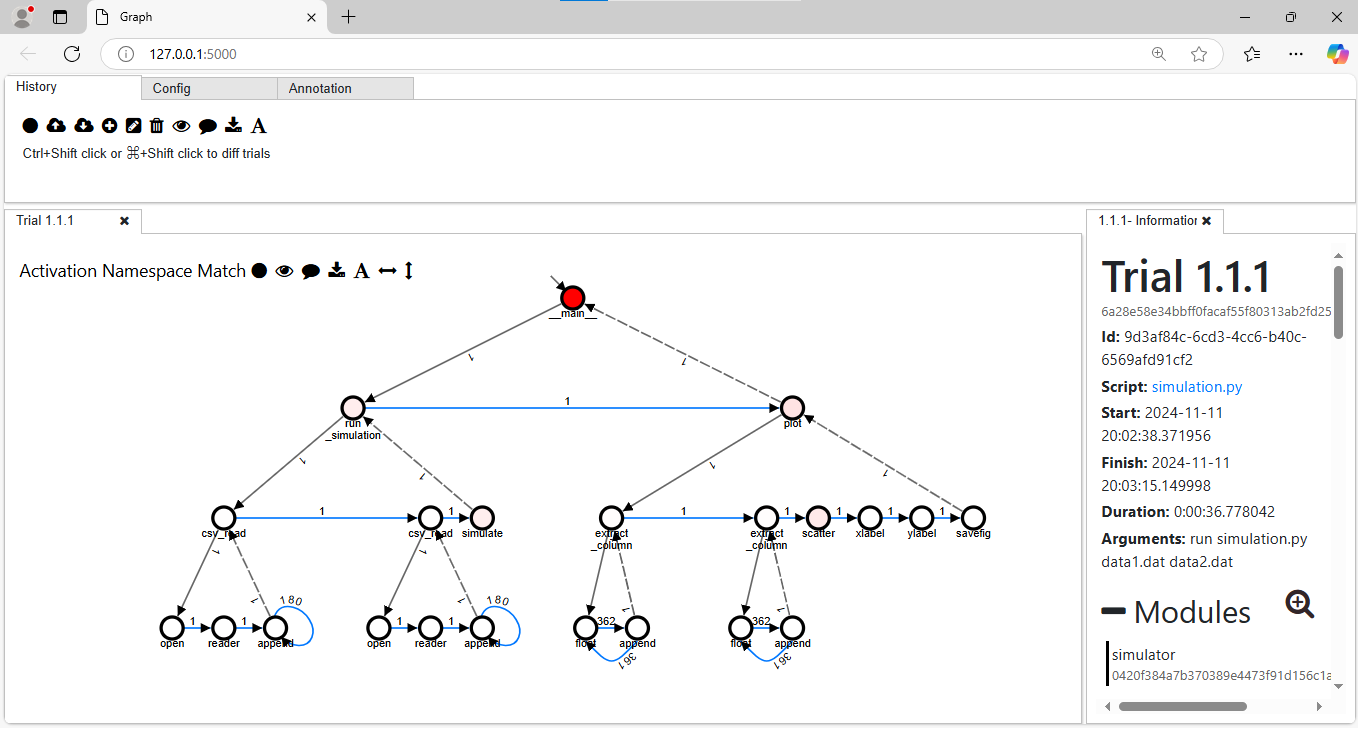 Graph
127.0.0.1:5000
History Config Annotation
A
Ctrl+Shift click or ⌘+Shift click to diff trials
Trial 1.1.1
1.1.1- Information
Activation Namespace Match A
__main__
1
1
run
_simulation
1
plot
1
1
1
1
csv_read
1
csv_read
1
simulate
extract
_column
1
extract
_column
1
scatter
1
xlabel
1
ylabel
1
savefig
1
1
1
1
1
1
open
1
reader
1
append
180
open
1
reader
1
append
180
float
362
append
361
float
362
append
361
Trial 1.1.1
6a28e58e34bbff0facaf55f80313ab2fd25
Id: 9d3af84c-6cd3-4cc6-b40c-
6569afd91cf2
Script: simulation.py
Start: 2024-11-11
20:02:38.371956
Finish: 2024-11-11
20:03:15.149998
Duration: 0:00:36.778042
Arguments: run simulation.py
data1.dat data2.dat
Modules
simulator
0420f384a7b370389e4473f91d156c1a